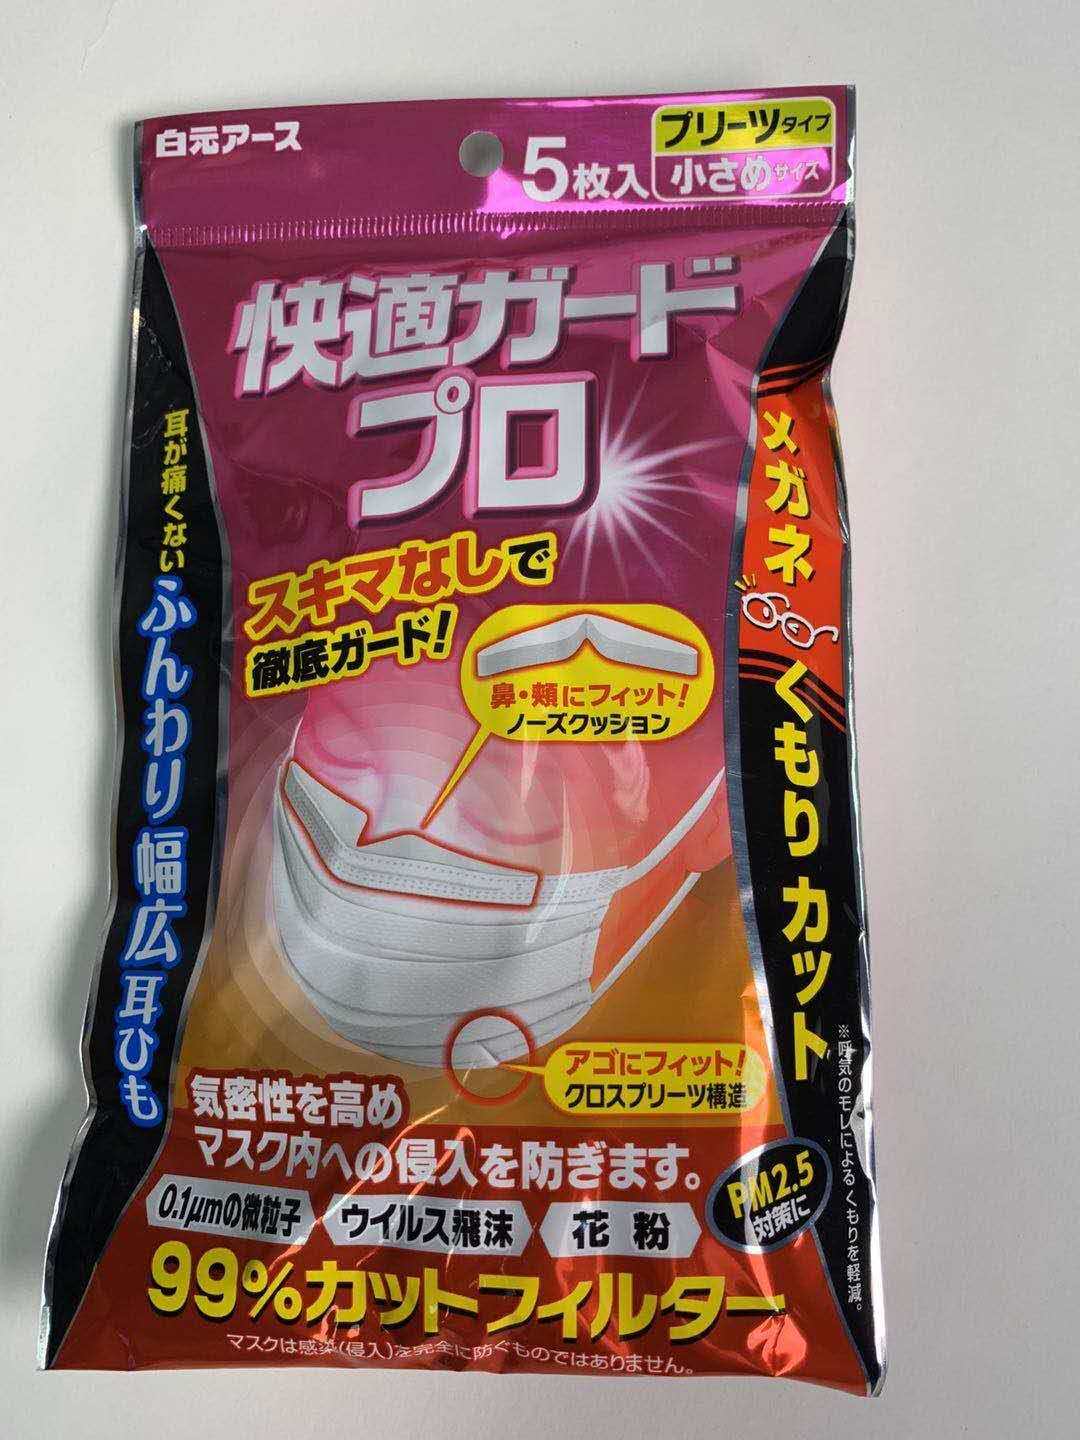 白元アース
5枚入
プリーツタイプ
小さめサイズ
快適ガード
プロ
耳が痛くない
ふんわり幅広耳ひも
スキマなしで
徹底ガード!
鼻・頬にフィット!
ノーズクッション
メガネ
くもりカット
※呼気のモレによるくもりを軽減。
アゴにフィット!
クロスプリーツ構造
気密性を高め
マスク内への侵入を防ぎます。
PM2.5
対策に
0.1μmの微粒子
ウイルス飛沫
花粉
99%カットフィルター
マスクは感染(侵入)を完全に防ぐものではありません。